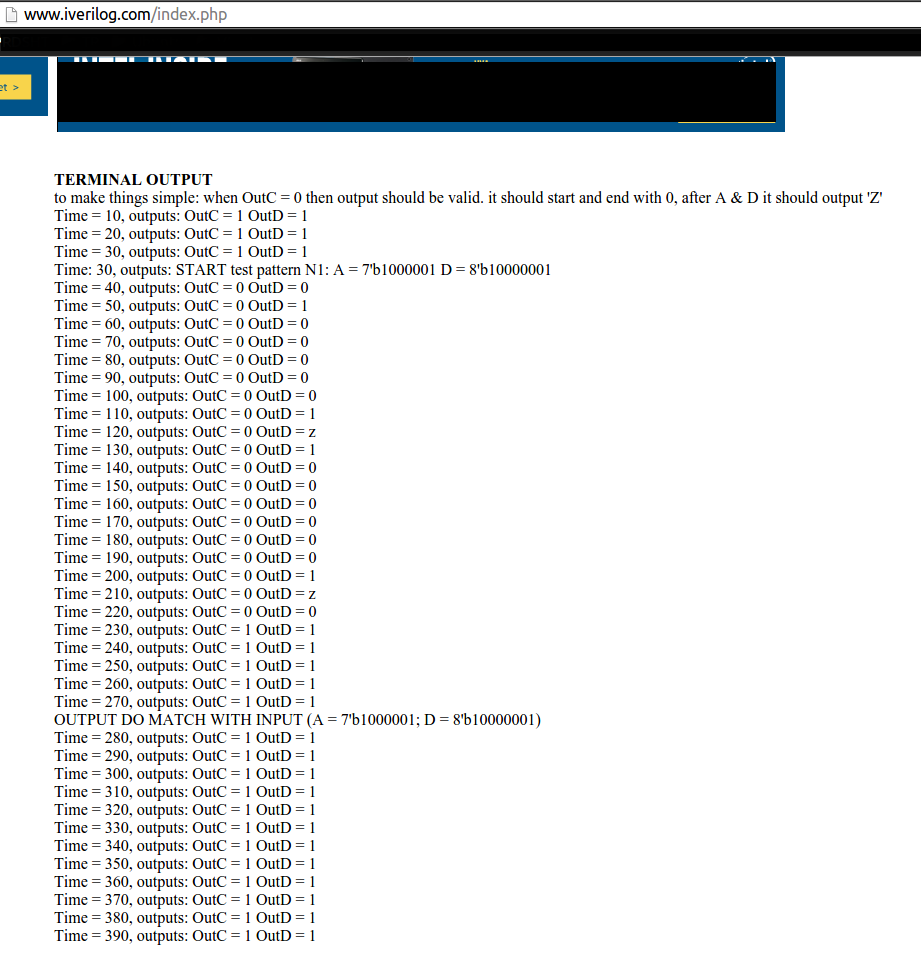 www.iverilog.com/index.php
et >
TERMINAL OUTPUT
to make things simple: when OutC = 0 then output should be valid. it should start and end with 0, after A & D it should output 'Z'
Time = 10, outputs: OutC = 1 OutD = 1
Time = 20, outputs: OutC = 1 OutD = 1
Time = 30, outputs: OutC = 1 OutD = 1
Time: 30, outputs: START test pattern N1: A = 7'b1000001 D = 8'b10000001
Time = 40, outputs: OutC = 0 OutD = 0
Time = 50, outputs: OutC = 0 OutD = 1
Time = 60, outputs: OutC = 0 OutD = 0
Time = 70, outputs: OutC = 0 OutD = 0
Time = 80, outputs: OutC = 0 OutD = 0
Time = 90, outputs: OutC = 0 OutD = 0
Time = 100, outputs: OutC = 0 OutD = 0
Time = 110, outputs: OutC = 0 OutD = 1
Time = 120, outputs: OutC = 0 OutD = z
Time = 130, outputs: OutC = 0 OutD = 1
Time = 140, outputs: OutC = 0 OutD = 0
Time = 150, outputs: OutC = 0 OutD = 0
Time = 160, outputs: OutC = 0 OutD = 0
Time = 170, outputs: OutC = 0 OutD = 0
Time = 180, outputs: OutC = 0 OutD = 0
Time = 190, outputs: OutC = 0 OutD = 0
Time = 200, outputs: OutC = 0 OutD = 1
Time = 210, outputs: OutC = 0 OutD = z
Time = 220, outputs: OutC = 0 OutD = 0
Time = 230, outputs: OutC = 1 OutD = 1
Time = 240, outputs: OutC = 1 OutD = 1
Time = 250, outputs: OutC = 1 OutD = 1
Time = 260, outputs: OutC = 1 OutD = 1
Time = 270, outputs: OutC = 1 OutD = 1
OUTPUT DO MATCH WITH INPUT (A = 7'b1000001; D = 8'b10000001)
Time = 280, outputs: OutC = 1 OutD = 1
Time = 290, outputs: OutC = 1 OutD = 1
Time = 300, outputs: OutC = 1 OutD = 1
Time = 310, outputs: OutC = 1 OutD = 1
Time = 320, outputs: OutC = 1 OutD = 1
Time = 330, outputs: OutC = 1 OutD = 1
Time = 340, outputs: OutC = 1 OutD = 1
Time = 350, outputs: OutC = 1 OutD = 1
Time = 360, outputs: OutC = 1 OutD = 1
Time = 370, outputs: OutC = 1 OutD = 1
Time = 380, outputs: OutC = 1 OutD = 1
Time = 390, outputs: OutC = 1 OutD = 1